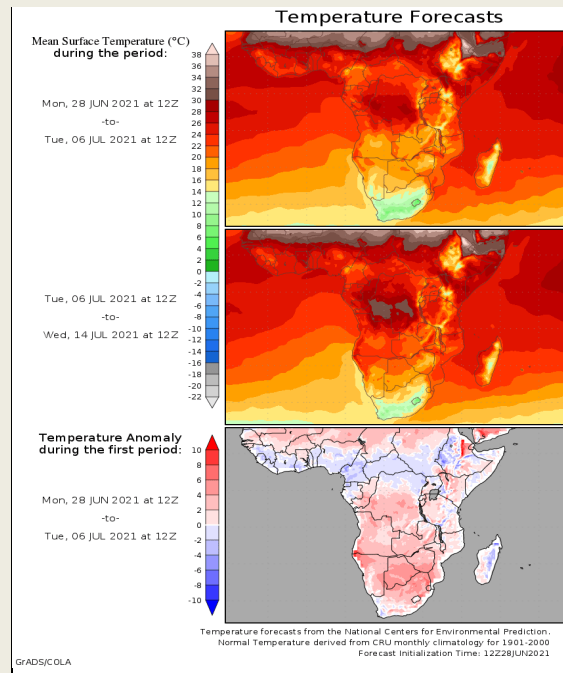 Temperature Forecasts
Mean Surface Temperature (°C)
during the period:
Mon, 28 JUN 2021 at 12Z
-to-
Tue, 06 JUL 2021 at 12Z
38
36
34
32
30
28
26
24
22
20
18
16
14
12
10
8
6
4
2
0
-2
-4
-6
-8
-10
-12
-14
-16
-18
-20
-22
Tue, 06 JUL 2021 at 12Z
-to-
Wed, 14 JUL 2021 at 12Z
Temperature Anomaly
during the first period:
Mon, 28 JUN 2021 at 12Z
-to-
Tue, 06 JUL 2021 at 12Z
10
8
6
4
2
0
-2
-4
-6
-8
-10
Temperature forecasts from the National Centers for Environmental Prediction.
Normal Temperature derived from CRU monthly climatology for 1901-2000
Forecast Initialization Time: 12Z28JUN2021
GrADS/COLA